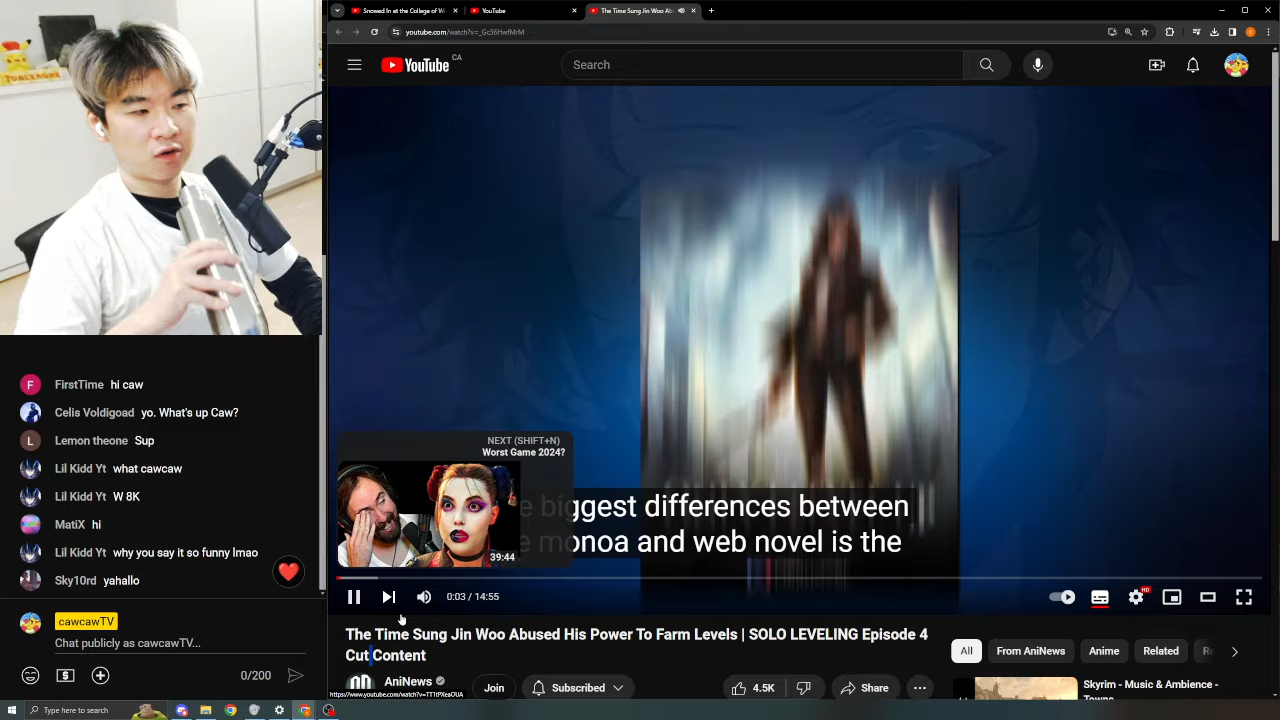 TOBLERONE
FirstTime hi caw
Celis Voldigoad yo. What's up Caw?
Lemon theone Sup
Lil Kidd Yt what cawcaw
Lil Kidd Yt W 8K
MatiX hi
Lil Kidd Yt why you say it so funny lmao
Sky10rd yahallo
cawcawTV
Chat publicly as cawcawTV...
0/200
Snowed In at the College of W
YouTube
The Time Sung Jin Woo Ab
youtube.com/watch?v=_Gc36HwfMrM
YouTube CA
Search
NEXT (SHIFT+N)
Worst Game 2024?
39:44
biggest differences between
monoa and web novel is the
0:03 / 14:55
HD
The Time Sung Jin Woo Abused His Power To Farm Levels | SOLO LEVELING Episode 4
Cut Content
AniNews
Join
Subscribed
4.5K
Share
All
From AniNews
Anime
Related
Skyrim - Music & Ambience -
Towns
Type here to search